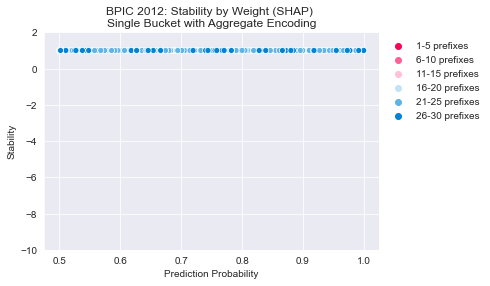 BPIC 2012: Stability by Weight (SHAP)
Single Bucket with Aggregate Encoding
2
0
−2
−4
−6
−8
−10
Stability
0.5 0.6 0.7 0.8 0.9 1.0
Prediction Probability
1-5 prefixes
6-10 prefixes
11-15 prefixes
16-20 prefixes
21-25 prefixes
26-30 prefixes